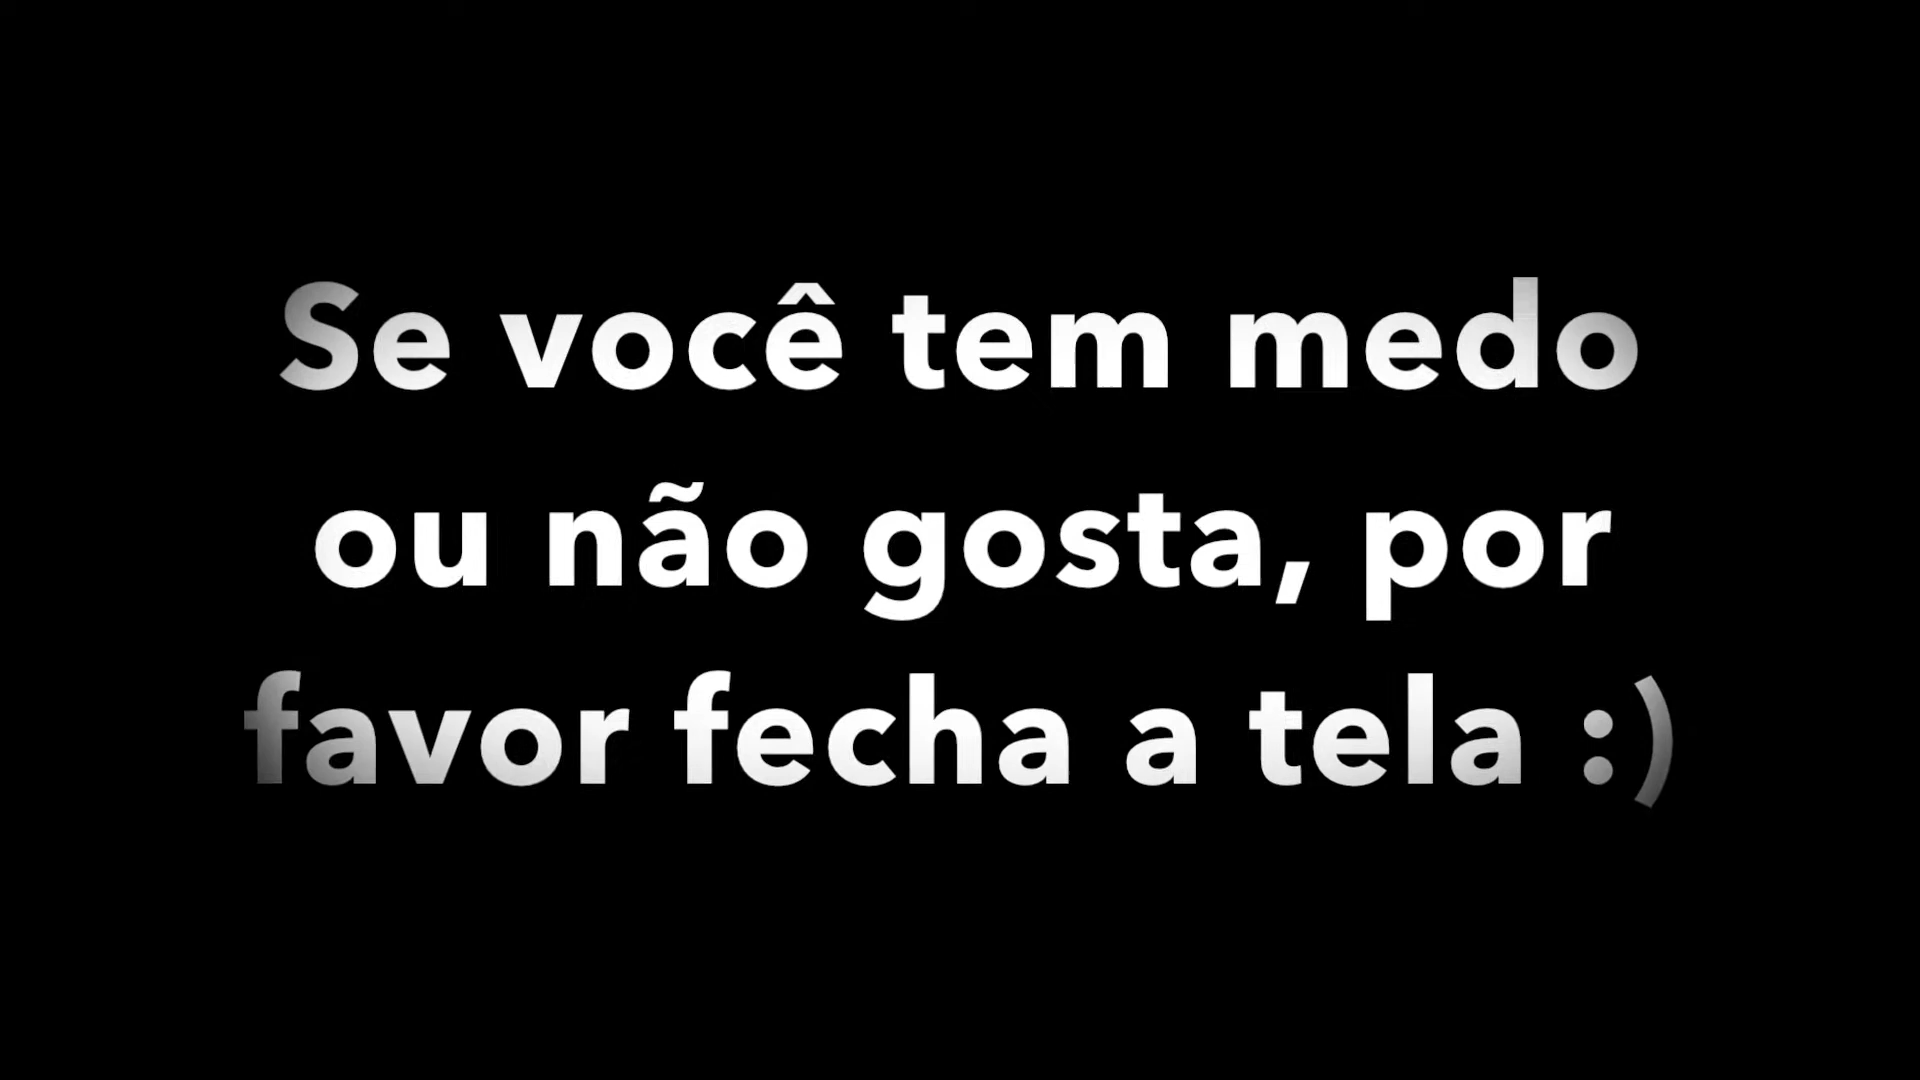 Se você tem medo
ou não gosta, por
favor fecha a tela :)